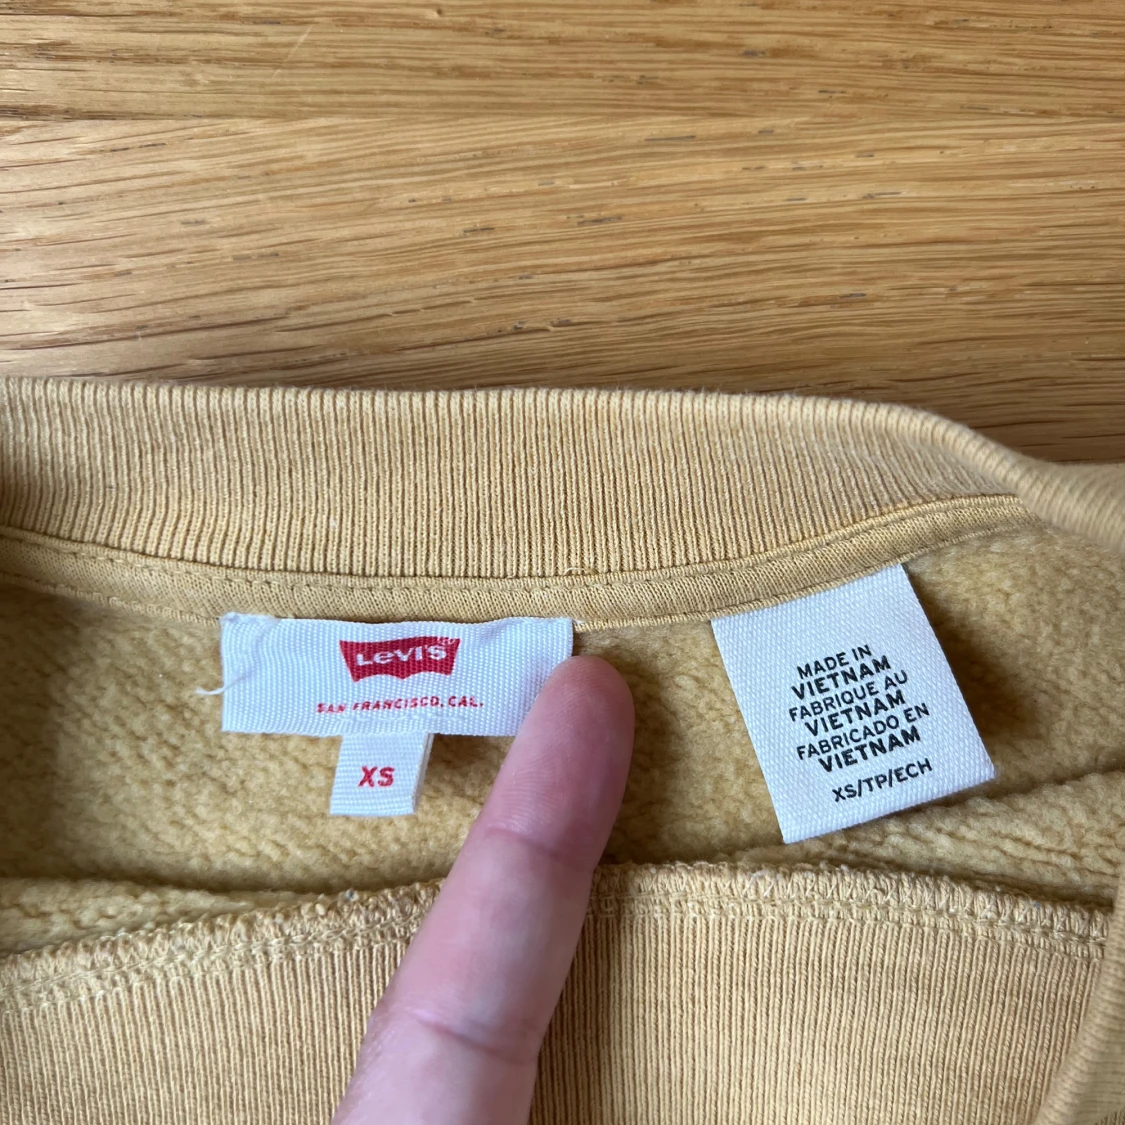 LEVI'S®
SAN FRANCISCO, CAL.
XS
MADE IN
VIETNAM
FABRIQUE AU
VIETNAM
FABRICADO EN
VIETNAM
XS/TP/ECH